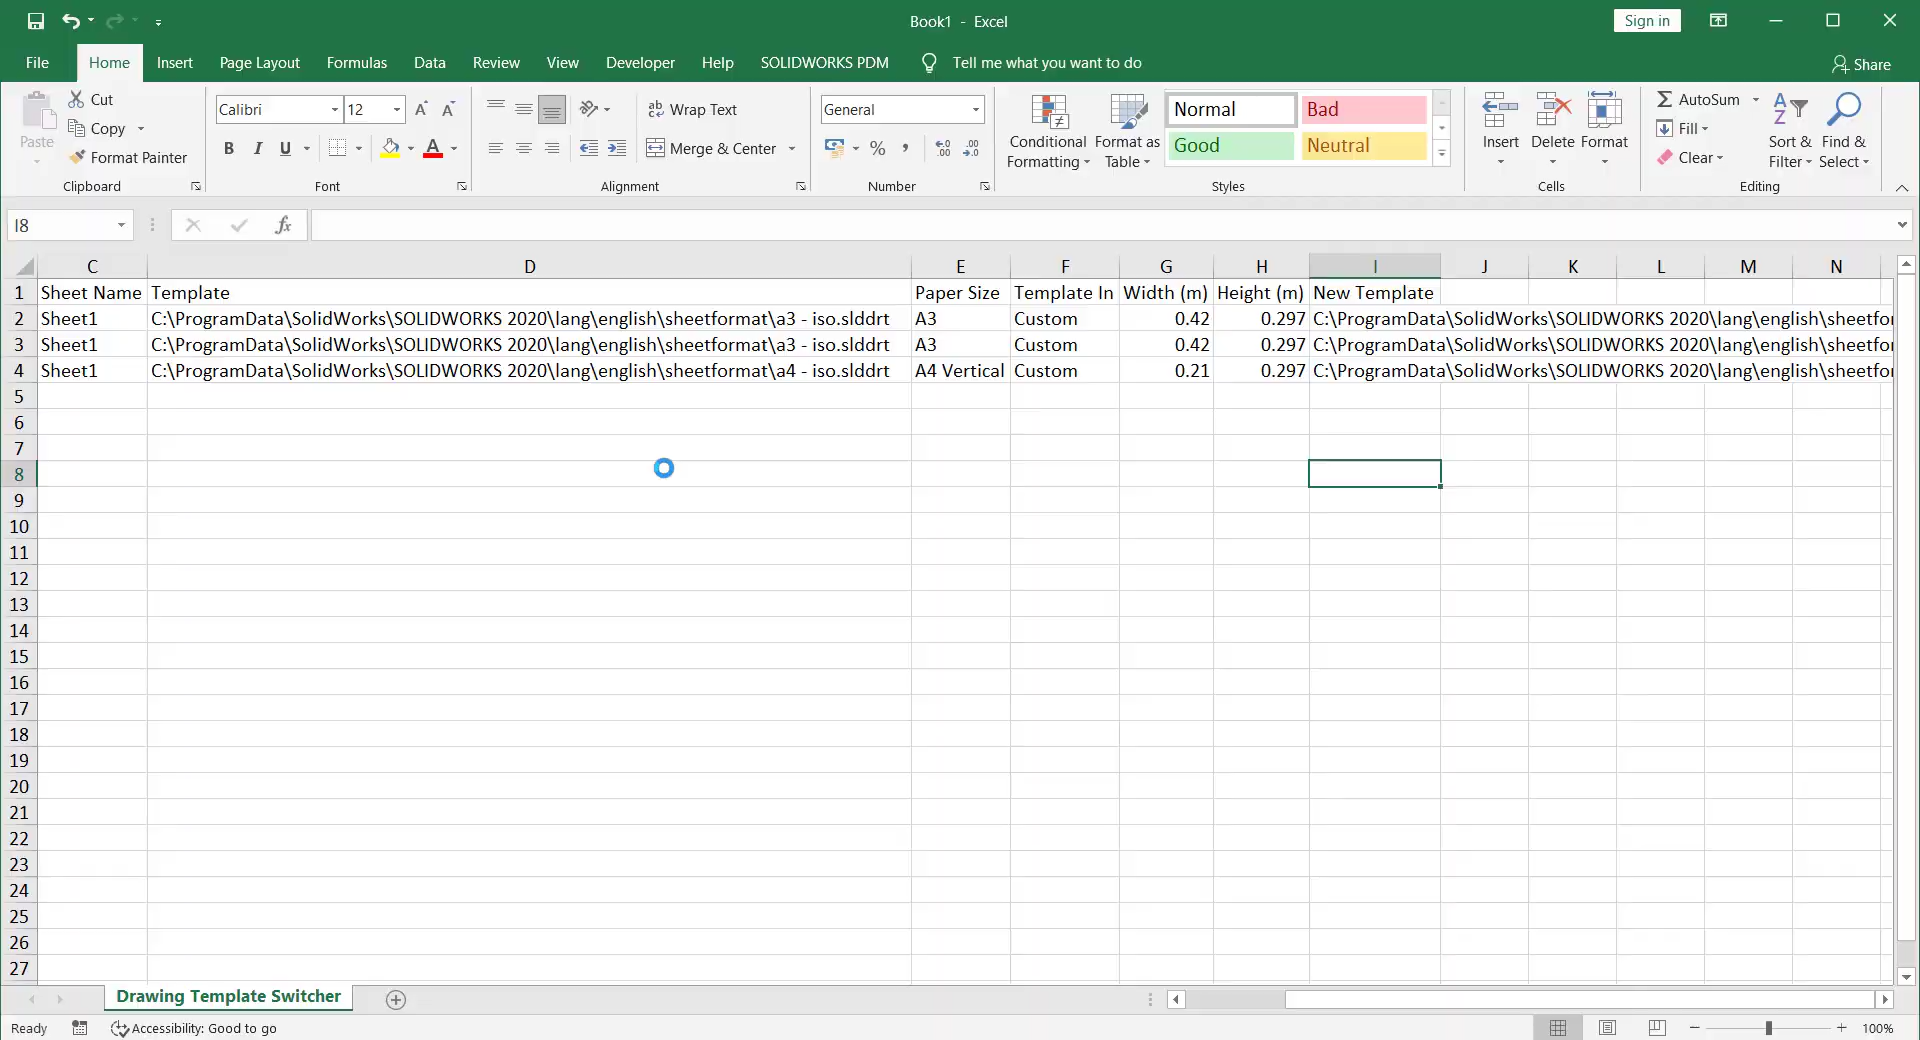 Book1 - Excel
Sign in
File Home Insert Page Layout Formulas Data Review View Developer Help SOLIDWORKS PDM Tell me what you want to do Share
Paste
Cut
Copy
Format Painter
Clipboard
Calibri 12
B I U
Font
Wrap Text
Merge & Center
Alignment
General
Number
Conditional Formatting
Format as Table
Normal Bad
Good Neutral
Styles
Insert Delete Format
Cells
AutoSum
Fill
Clear
Sort & Filter
Find & Select
Editing
I8 fx
C D E F G H I J K L M N
1 Sheet Name Template Paper Size Template In Width (m) Height (m) New Template
2 Sheet1 C:\ProgramData\SolidWorks\SOLIDWORKS 2020\lang\english\sheetformat\a3 - iso.slddrt A3 Custom 0.42 0.297 C:\ProgramData\SolidWorks\SOLIDWORKS 2020\lang\english\sheetfor
3 Sheet1 C:\ProgramData\SolidWorks\SOLIDWORKS 2020\lang\english\sheetformat\a3 - iso.slddrt A3 Custom 0.42 0.297 C:\ProgramData\SolidWorks\SOLIDWORKS 2020\lang\english\sheetfor
4 Sheet1 C:\ProgramData\SolidWorks\SOLIDWORKS 2020\lang\english\sheetformat\a4 - iso.slddrt A4 Vertical Custom 0.21 0.297 C:\ProgramData\SolidWorks\SOLIDWORKS 2020\lang\english\sheetfor
5
6
7
8
9
10
11
12
13
14
15
16
17
18
19
20
21
22
23
24
25
26
27
Drawing Template Switcher
Ready Accessibility: Good to go 100%